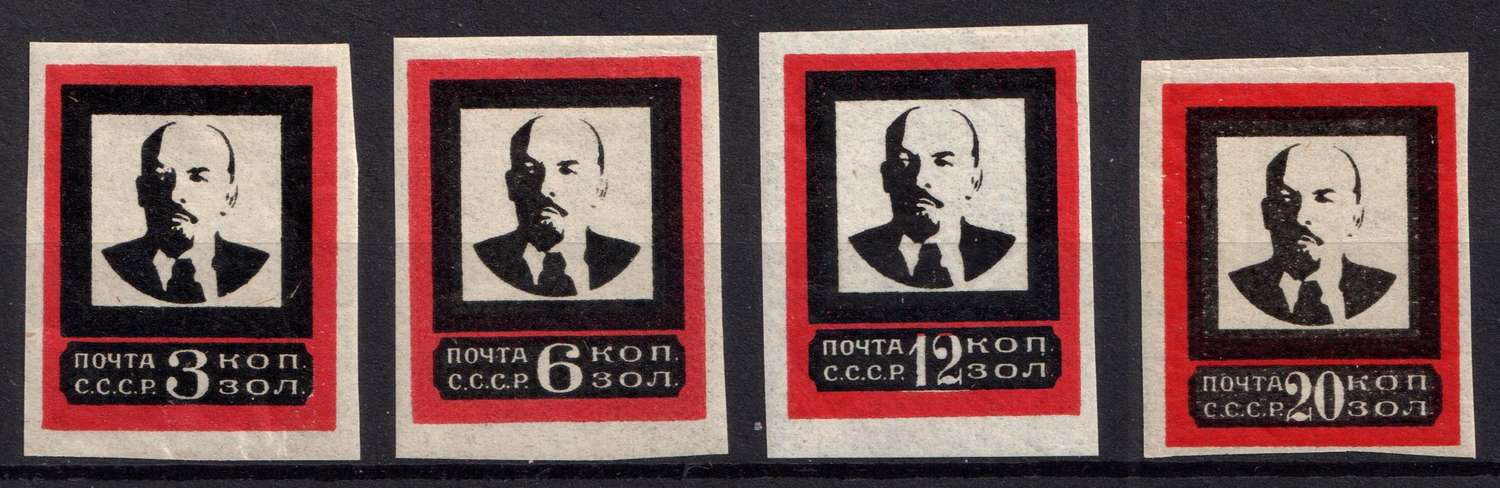 ПОЧТА 3 КОП.
С.С.С.Р. ЗОЛ.
ПОЧТА 6 КОП.
С.С.С.Р. ЗОЛ.
ПОЧТА 12 КОП.
С.С.С.Р. ЗОЛ.
ПОЧТА 20 КОП.
С.С.С.Р. ЗОЛ.